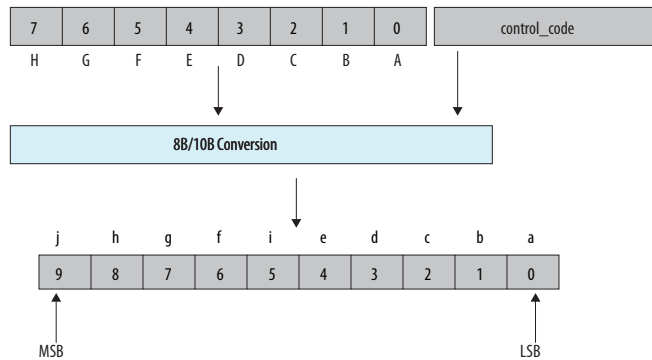 7 6 5 4 3 2 1 0 control_code
H G F E D C B A
8B/10B Conversion
j h g f i e d c b a
9 8 7 6 5 4 3 2 1 0
MSB LSB